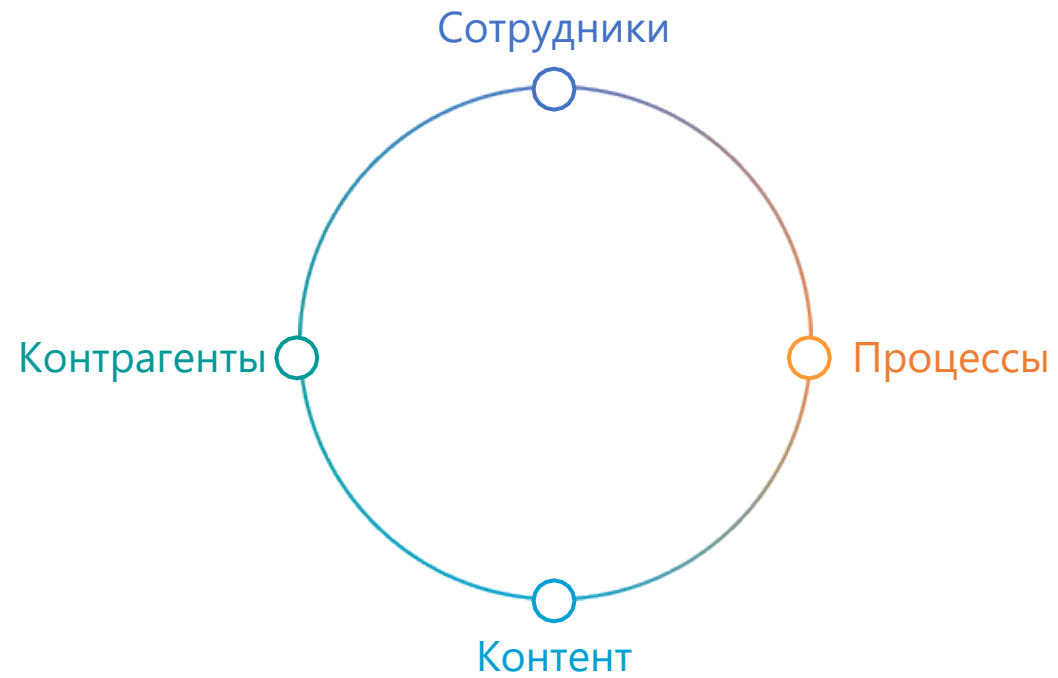 Сотрудники
Контрагенты
Процессы
Контент